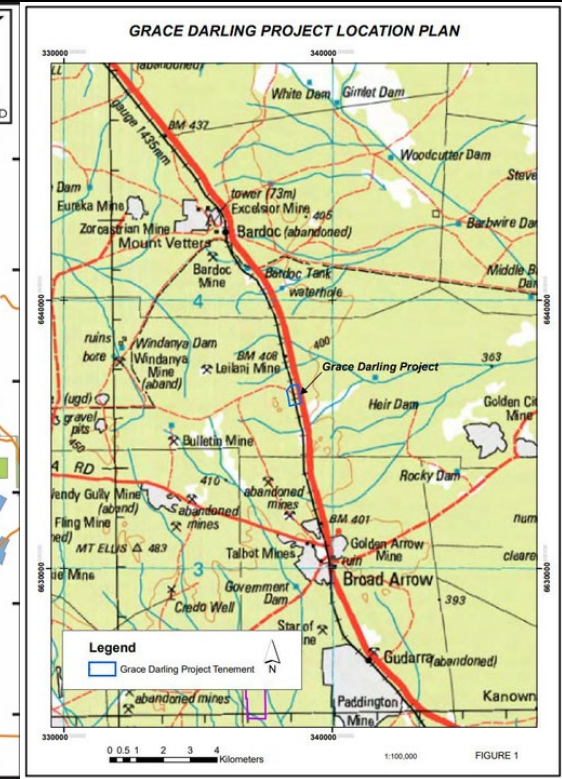 GRACE DARLING PROJECT LOCATION PLAN
330000
340000
(abandoned)
White Dam
Gimlet Dam
gauge 1435mm
BM 437
Woodcutter Dam
Dam
tower (73m)
Eureka Mine
Excelsior Mine
405
Zorcastrian Mine
Bardoc (abandoned)
Barbwire
Mount Vetters
Bardoc
Mine
Bardoc Tank
Middle
waterhole
6640000
4
6640000
ruins
bore
Windanya Dam
Windanya
Mine
(aband)
BM 408
400
363
Leilani Mine
Grace Darling Project
(ugd)
gravel
pits
Heir Dam
Golden
Mine
450
Bulletin Mine
RD
410
Rocky Dam
Gully Mine
(aband)
abandoned
mines
abandoned
mines
BM 401
Fling Mine
Golden Arrow
Mine
MT ELLIS
483
Talbot Mines
ruin
6630000
3
6630000
Mine
Government
Dam
Broad Arrow
393
Credo Well
Star of
Gudarra
(abandoned)
Legend
Grace Darling Project Tenement
N
abandoned mines
Paddington
Mine
Kanown
330000
340000
0 0.5 1 2 3 4
Kilometers
1:100,000
FIGURE 1